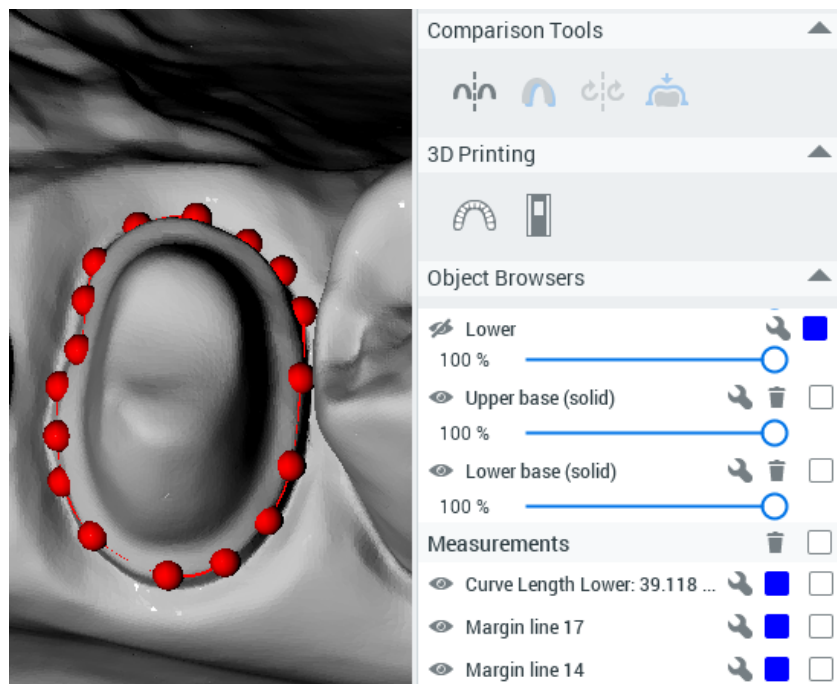 Comparison Tools
3D Printing
Object Browsers
Lower
100 %
Upper base (solid)
100 %
Lower base (solid)
100 %
Measurements
Curve Length Lower: 39.118 ...
Margin line 17
Margin line 14